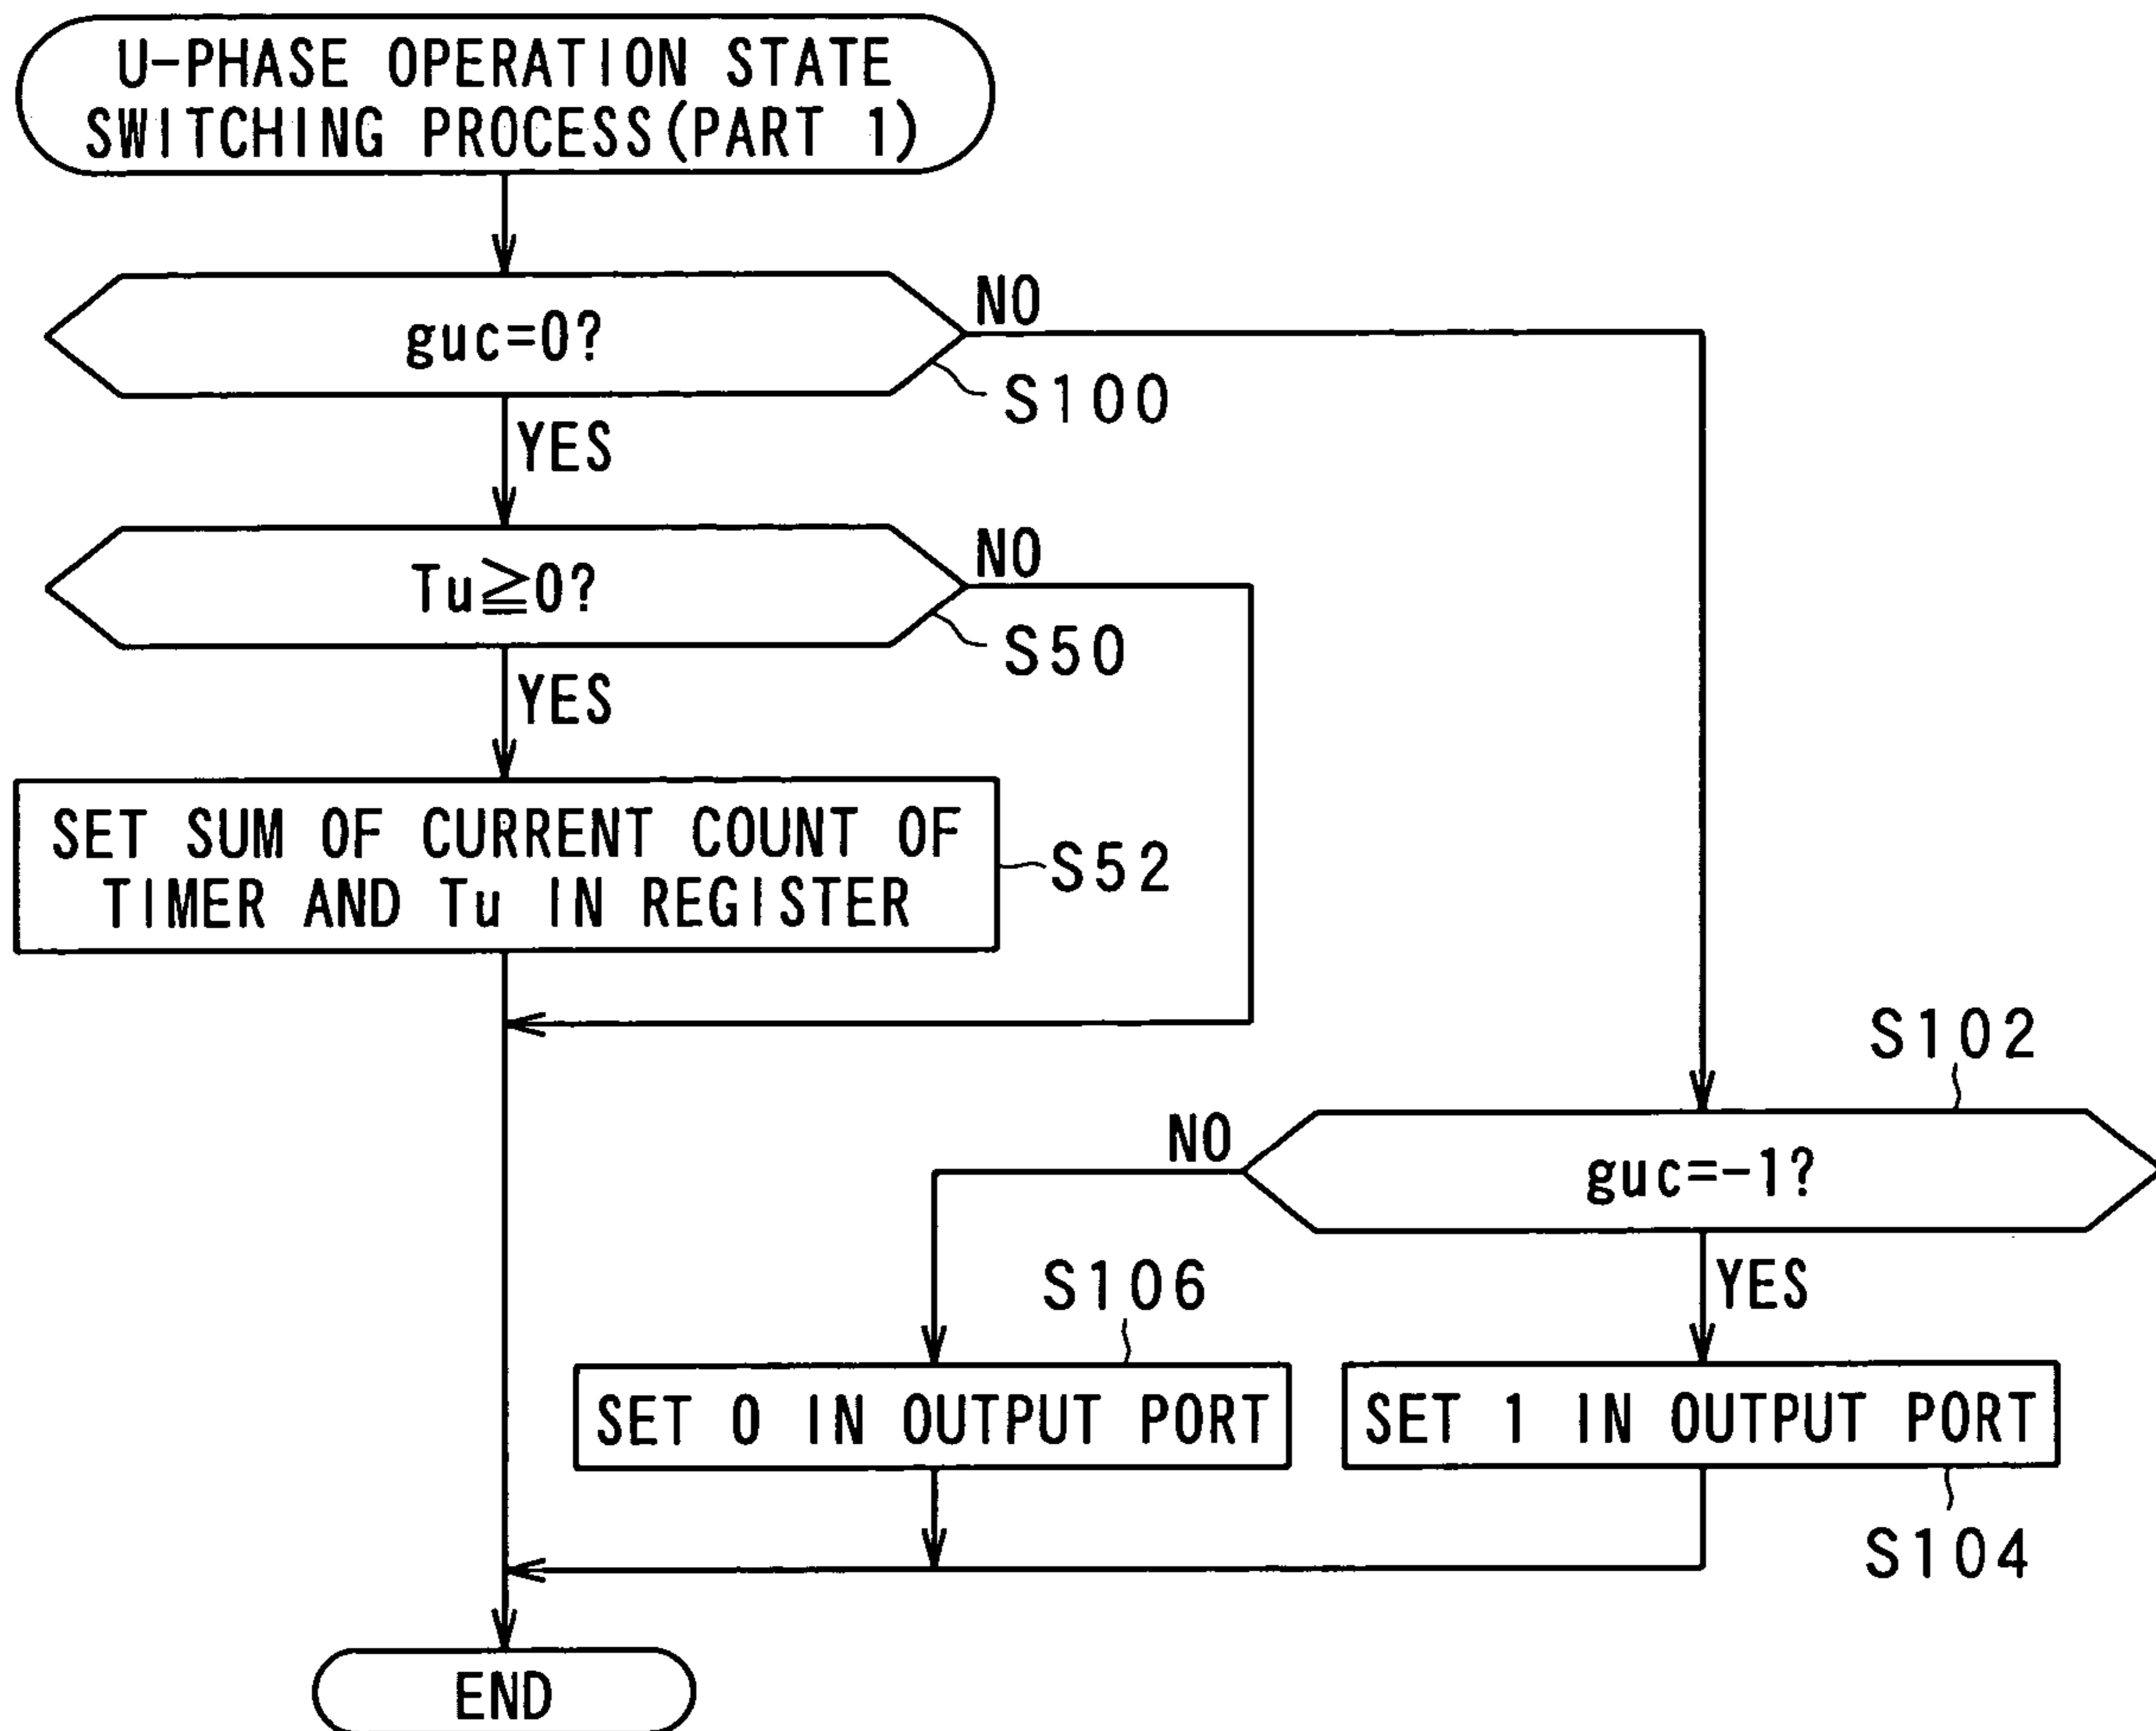 U-PHASE OPERATION STATE
SWITCHING PROCESS(PART 1)
guc=0?
NO
S100
YES
Tu≧0?
NO
S50
YES
SET SUM OF CURRENT COUNT OF
TIMER AND Tu IN REGISTER
S52
S102
NO
guc=-1?
S106
YES
SET 0 IN OUTPUT PORT
SET 1 IN OUTPUT PORT
S104
END